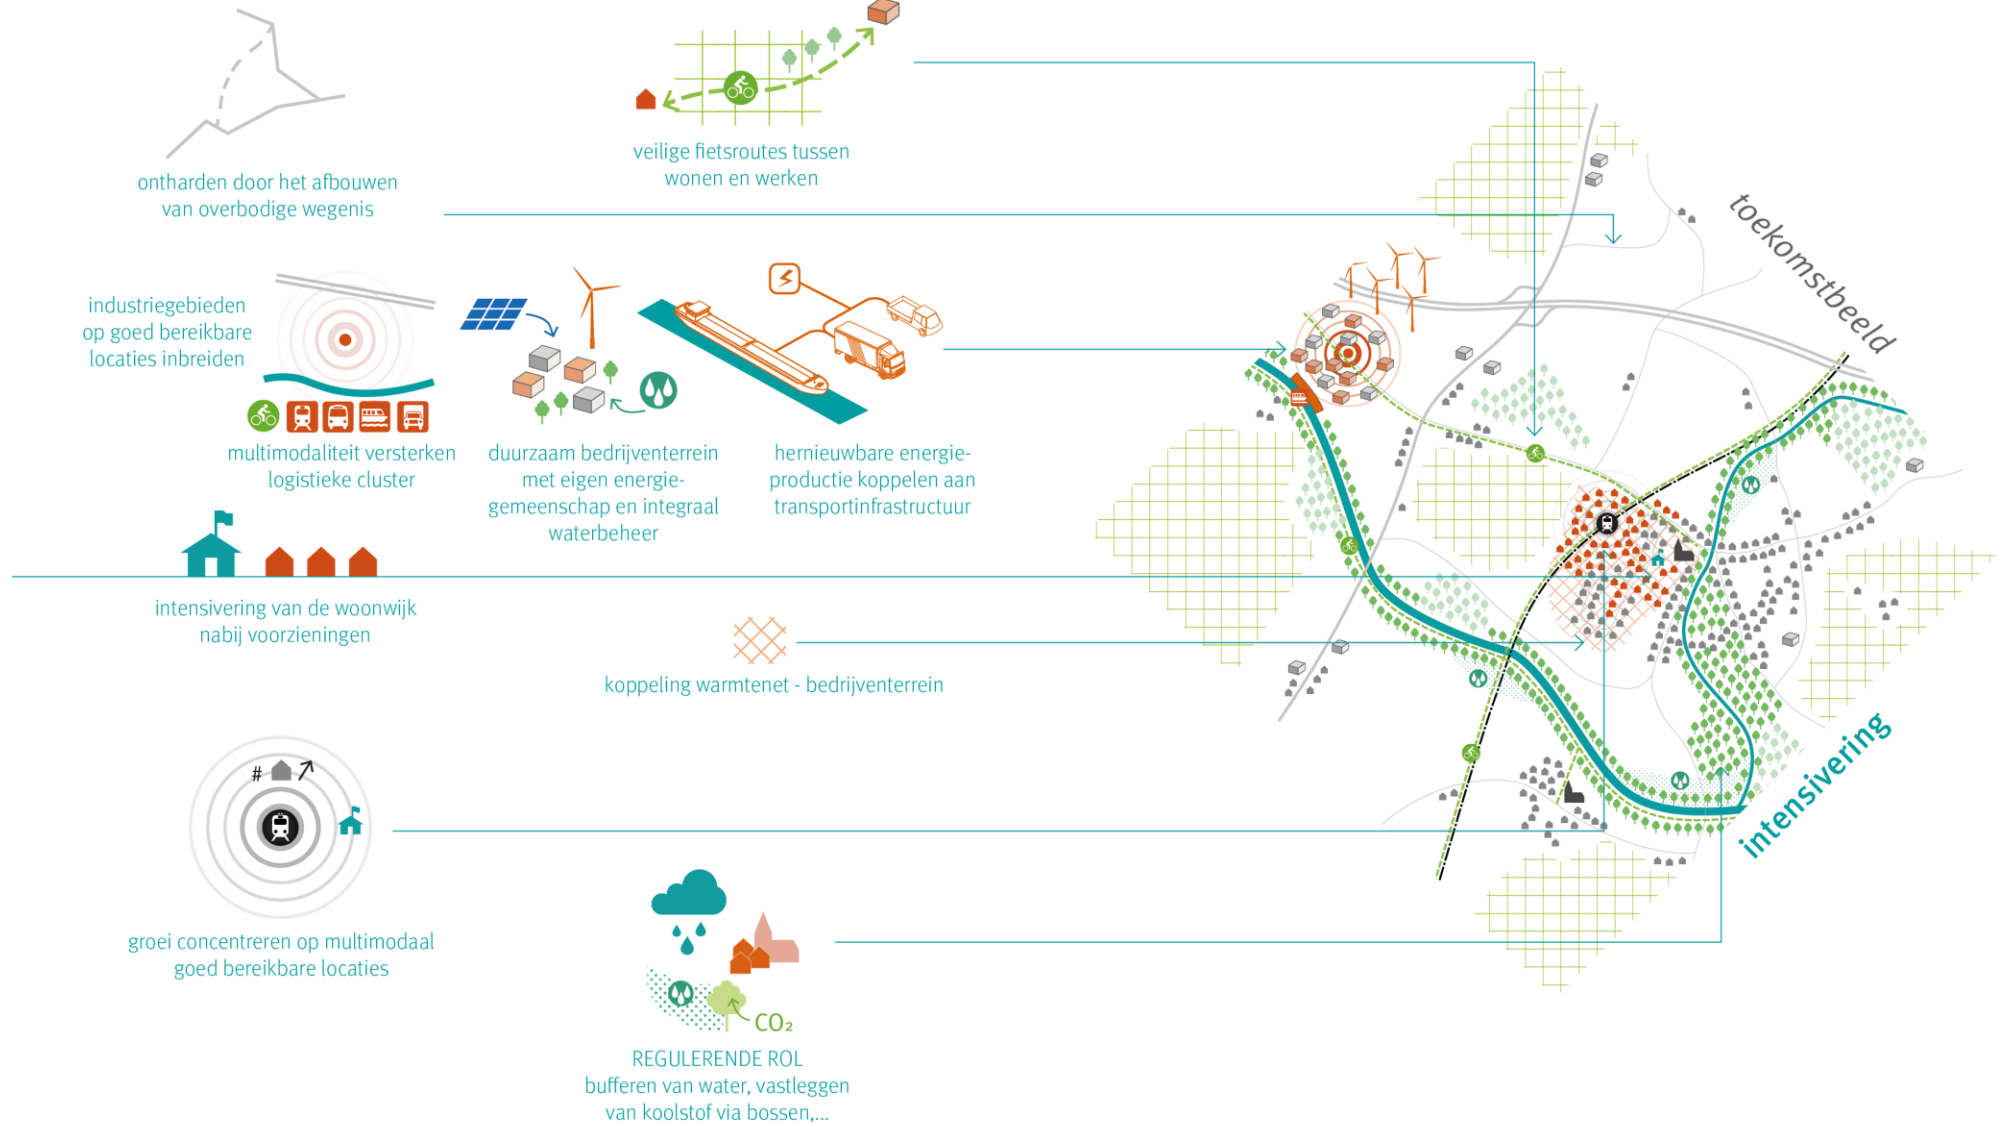 veilige fietsroutes tussen
wonen en werken
ontharden door het afbouwen
van overbodige wegenis
toekomstbeeld
industriegebieden
op goed bereikbare
locaties inbreiden
multimodaliteit versterken
logistieke cluster
duurzaam bedrijventerrein
met eigen energie-
gemeenschap en integraal
waterbeheer
hernieuwbare energie-
productie koppelen aan
transportinfrastructuur
intensivering van de woonwijk
nabij voorzieningen
koppeling warmtenet - bedrijventerrein
intensivering
#
groei concentreren op multimodaal
goed bereikbare locaties
CO₂
REGULERENDE ROL
bufferen van water, vastleggen
van koolstof via bossen,...